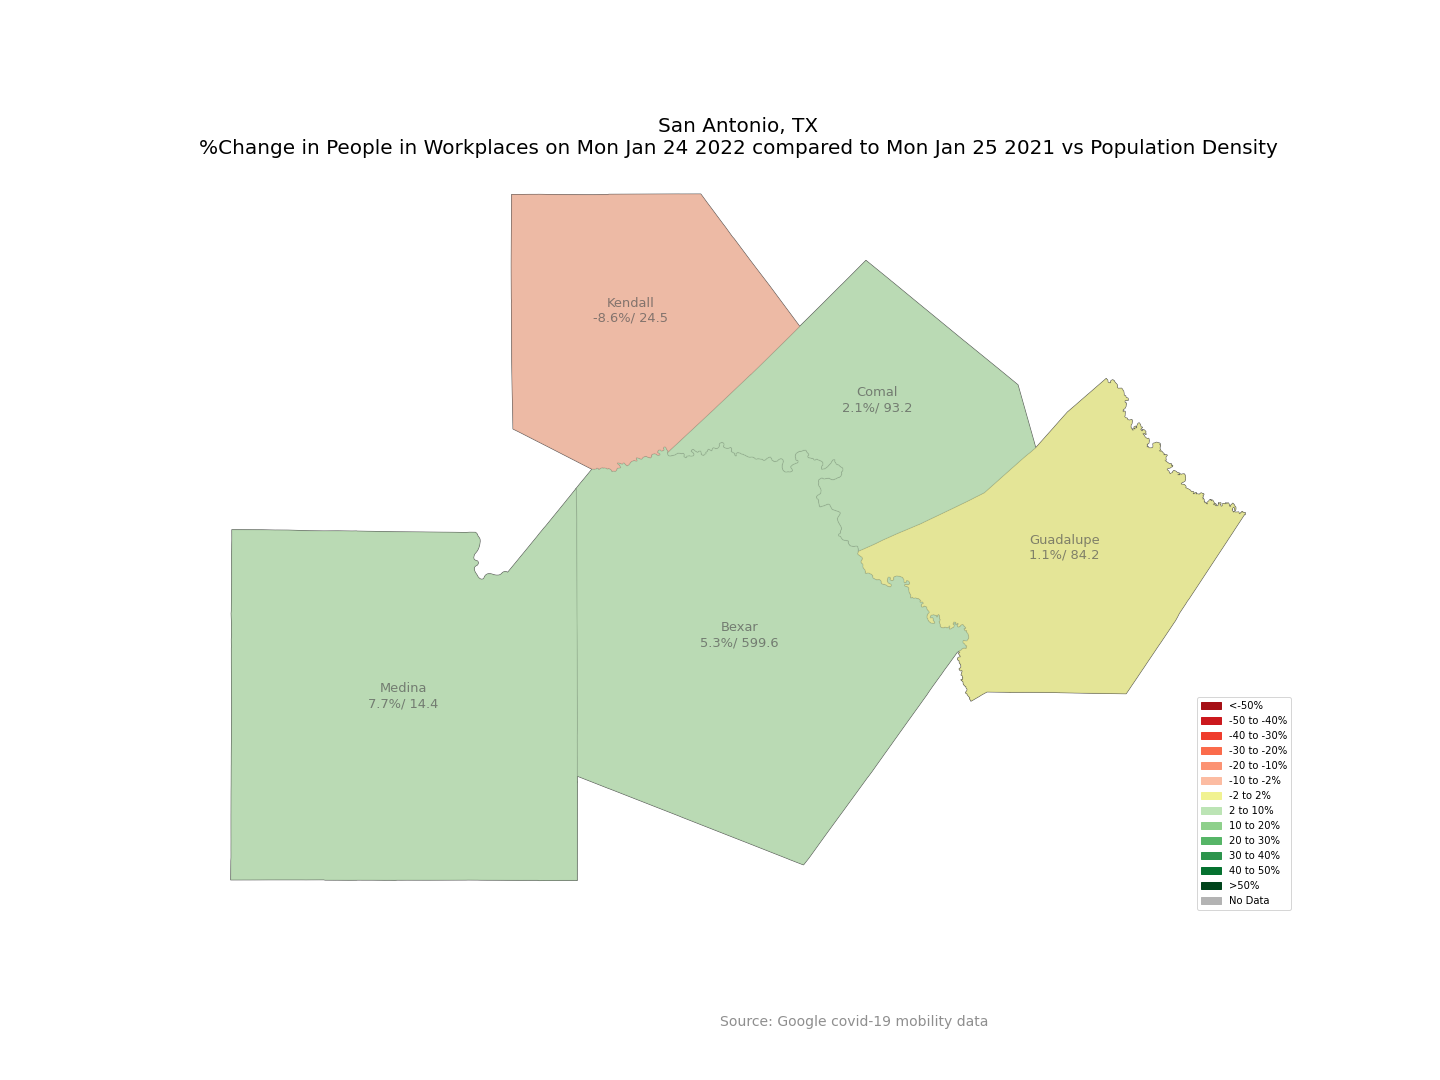 San Antonio, TX
%Change in People in Workplaces on Mon Jan 24 2022 compared to Mon Jan 25 2021 vs Population Density
Kendall
-8.6%/ 24.5
Comal
2.1%/ 93.2
Guadalupe
1.1%/ 84.2
Bexar
5.3%/ 599.6
Medina
7.7%/ 14.4
<-50%
-50 to -40%
-40 to -30%
-30 to -20%
-20 to -10%
-10 to -2%
-2 to 2%
2 to 10%
10 to 20%
20 to 30%
30 to 40%
40 to 50%
>50%
No Data
Source: Google covid-19 mobility data